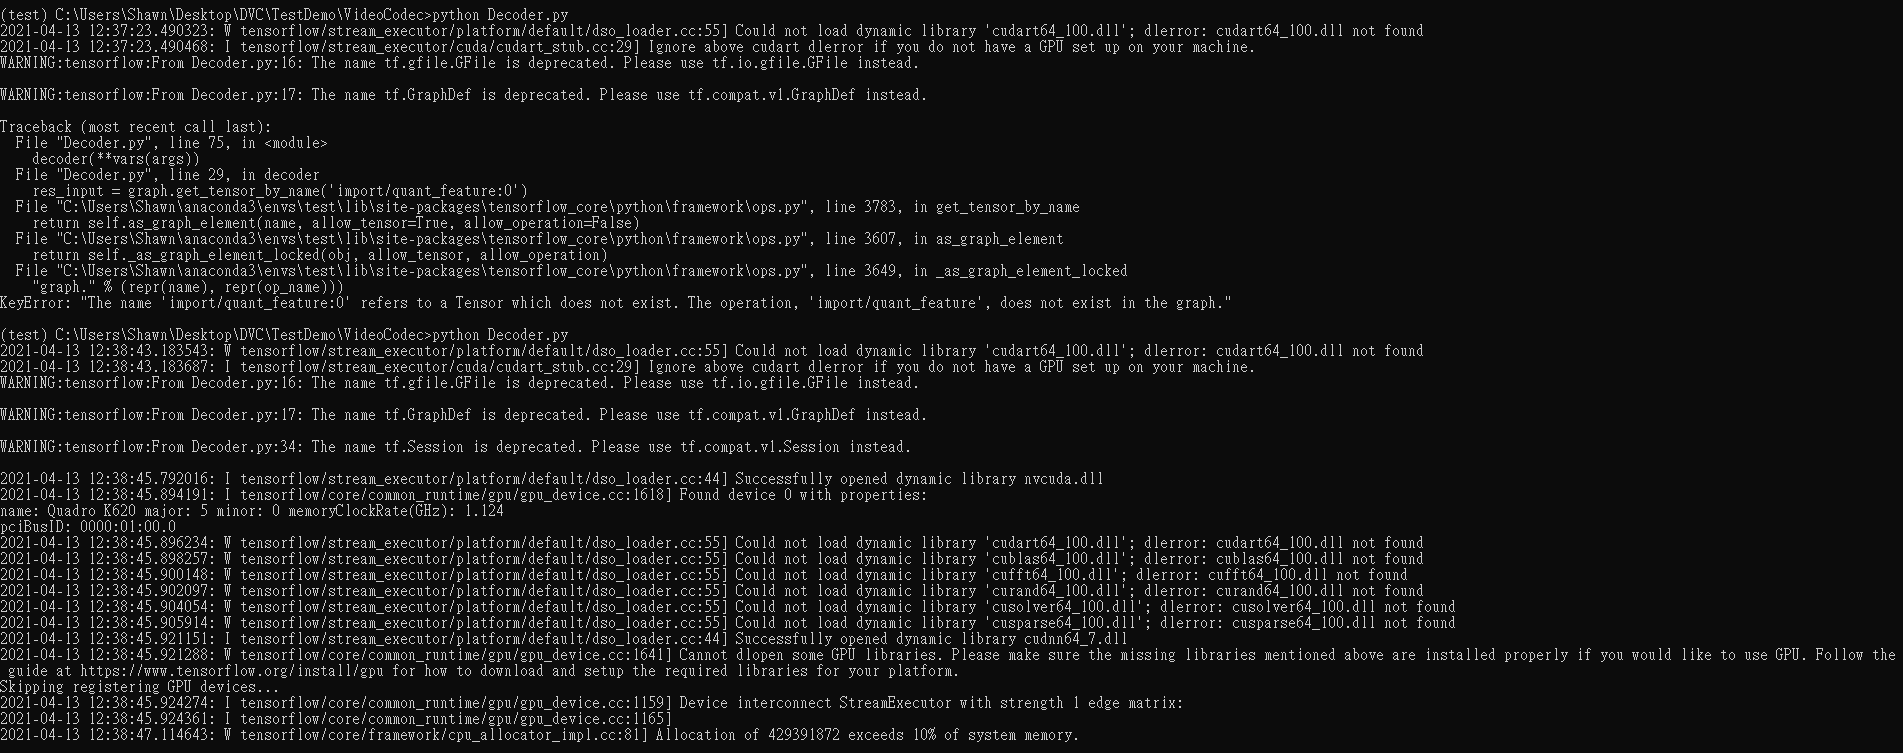 (test) C:\Users\Shawn\Desktop\DVC\TestDemo\VideoCodec>python Decoder.py
2021-04-13 12:37:23.490323: W tensorflow/stream_executor/platform/default/dso_loader.cc:55] Could not load dynamic library 'cudart64_100.dll'; dlerror: cudart64_100.dll not found
2021-04-13 12:37:23.490468: I tensorflow/stream_executor/cuda/cudart_stub.cc:29] Ignore above cudart dlerror if you do not have a GPU set up on your machine.
WARNING:tensorflow:From Decoder.py:16: The name tf.gfile.GFile is deprecated. Please use tf.io.gfile.GFile instead.
WARNING:tensorflow:From Decoder.py:17: The name tf.GraphDef is deprecated. Please use tf.compat.v1.GraphDef instead.
Traceback (most recent call last):
  File "Decoder.py", line 75, in <module>
    decoder(**vars(args))
  File "Decoder.py", line 29, in decoder
    res_input = graph.get_tensor_by_name('import/quant_feature:0')
  File "C:\Users\Shawn\anaconda3\envs\test\lib\site-packages\tensorflow_core\python\framework\ops.py", line 3783, in get_tensor_by_name
    return self.as_graph_element(name, allow_tensor=True, allow_operation=False)
  File "C:\Users\Shawn\anaconda3\envs\test\lib\site-packages\tensorflow_core\python\framework\ops.py", line 3607, in as_graph_element
    return self._as_graph_element_locked(obj, allow_tensor, allow_operation)
  File "C:\Users\Shawn\anaconda3\envs\test\lib\site-packages\tensorflow_core\python\framework\ops.py", line 3649, in _as_graph_element_locked
    "graph." % (repr(name), repr(op_name)))
KeyError: "The name 'import/quant_feature:0' refers to a Tensor which does not exist. The operation, 'import/quant_feature', does not exist in the graph."
(test) C:\Users\Shawn\Desktop\DVC\TestDemo\VideoCodec>python Decoder.py
2021-04-13 12:38:43.183543: W tensorflow/stream_executor/platform/default/dso_loader.cc:55] Could not load dynamic library 'cudart64_100.dll'; dlerror: cudart64_100.dll not found
2021-04-13 12:38:43.183687: I tensorflow/stream_executor/cuda/cudart_stub.cc:29] Ignore above cudart dlerror if you do not have a GPU set up on your machine.
WARNING:tensorflow:From Decoder.py:16: The name tf.gfile.GFile is deprecated. Please use tf.io.gfile.GFile instead.
WARNING:tensorflow:From Decoder.py:17: The name tf.GraphDef is deprecated. Please use tf.compat.v1.GraphDef instead.
WARNING:tensorflow:From Decoder.py:34: The name tf.Session is deprecated. Please use tf.compat.v1.Session instead.
2021-04-13 12:38:45.792016: I tensorflow/stream_executor/platform/default/dso_loader.cc:44] Successfully opened dynamic library nvcuda.dll
2021-04-13 12:38:45.894191: I tensorflow/core/common_runtime/gpu/gpu_device.cc:1618] Found device 0 with properties:
name: Quadro K620 major: 5 minor: 0 memoryClockRate(GHz): 1.124
pciBusID: 0000:01:00.0
2021-04-13 12:38:45.896234: W tensorflow/stream_executor/platform/default/dso_loader.cc:55] Could not load dynamic library 'cudart64_100.dll'; dlerror: cudart64_100.dll not found
2021-04-13 12:38:45.898257: W tensorflow/stream_executor/platform/default/dso_loader.cc:55] Could not load dynamic library 'cublas64_100.dll'; dlerror: cublas64_100.dll not found
2021-04-13 12:38:45.900148: W tensorflow/stream_executor/platform/default/dso_loader.cc:55] Could not load dynamic library 'cufft64_100.dll'; dlerror: cufft64_100.dll not found
2021-04-13 12:38:45.902097: W tensorflow/stream_executor/platform/default/dso_loader.cc:55] Could not load dynamic library 'curand64_100.dll'; dlerror: curand64_100.dll not found
2021-04-13 12:38:45.904054: W tensorflow/stream_executor/platform/default/dso_loader.cc:55] Could not load dynamic library 'cusolver64_100.dll'; dlerror: cusolver64_100.dll not found
2021-04-13 12:38:45.905914: W tensorflow/stream_executor/platform/default/dso_loader.cc:55] Could not load dynamic library 'cusparse64_100.dll'; dlerror: cusparse64_100.dll not found
2021-04-13 12:38:45.921151: I tensorflow/stream_executor/platform/default/dso_loader.cc:44] Successfully opened dynamic library cudnn64_7.dll
2021-04-13 12:38:45.921288: W tensorflow/core/common_runtime/gpu/gpu_device.cc:1641] Cannot dlopen some GPU libraries. Please make sure the missing libraries mentioned above are installed properly if you would like to use GPU. Follow the
 guide at https://www.tensorflow.org/install/gpu for how to download and setup the required libraries for your platform.
Skipping registering GPU devices...
2021-04-13 12:38:45.924274: I tensorflow/core/common_runtime/gpu/gpu_device.cc:1159] Device interconnect StreamExecutor with strength 1 edge matrix:
2021-04-13 12:38:45.924361: I tensorflow/core/common_runtime/gpu/gpu_device.cc:1165]
2021-04-13 12:38:47.114643: W tensorflow/core/framework/cpu_allocator_impl.cc:81] Allocation of 429391872 exceeds 10% of system memory.